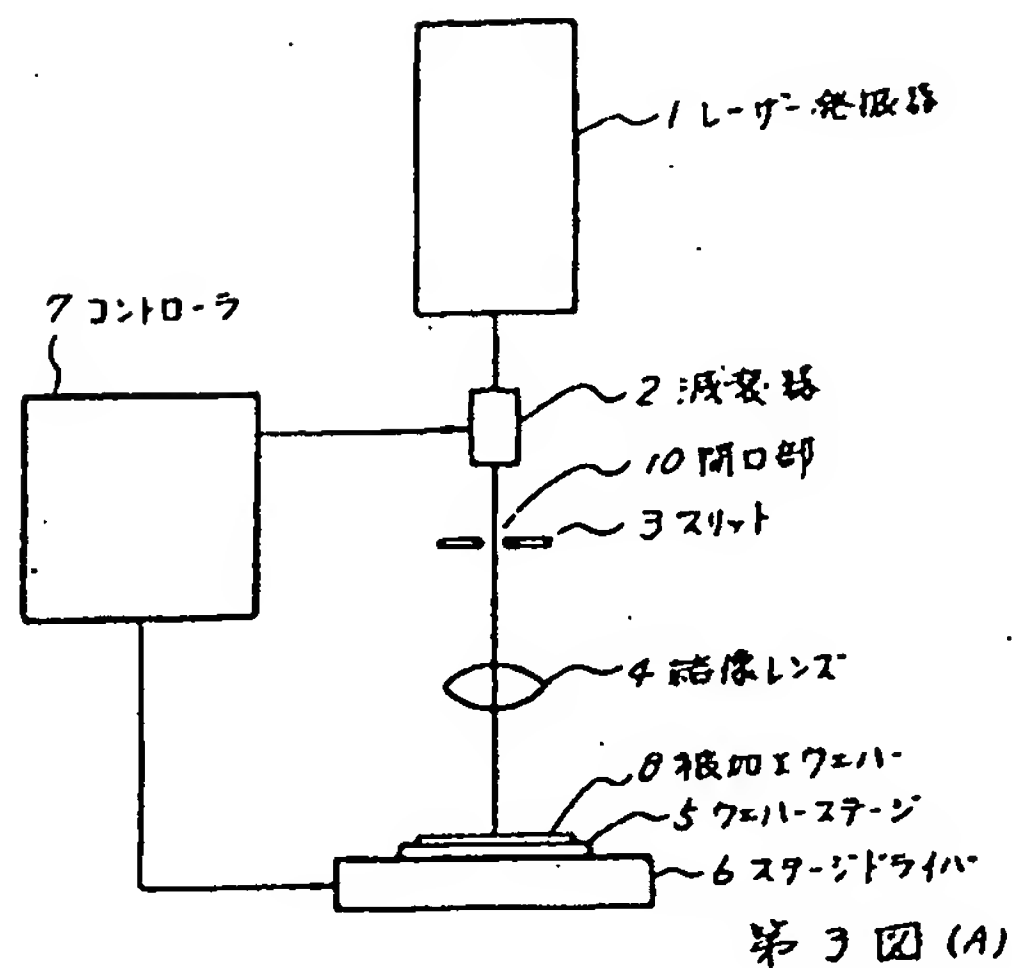 1 レーザー発振器
7 コントローラ
2 減衰器
10 開口部
3 スリット
4 結像レンズ
8 被加工ウェハー
5 ウェハーステージ
6 ステージドライバ
第3図(A)